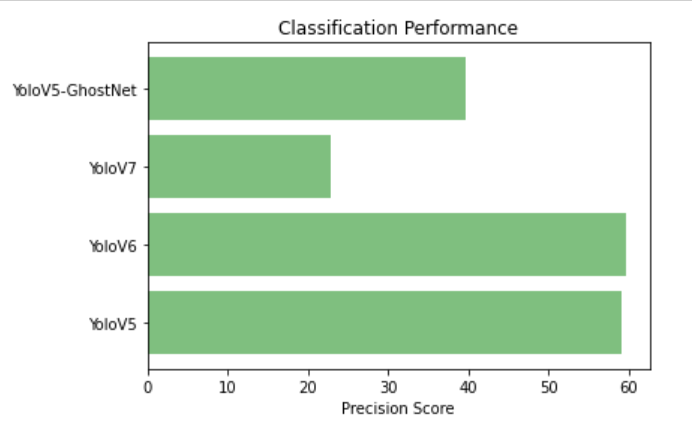 Classification Performance
YoloV5-GhostNet
YoloV7
YoloV6
YoloV5
0 10 20 30 40 50 60
Precision Score